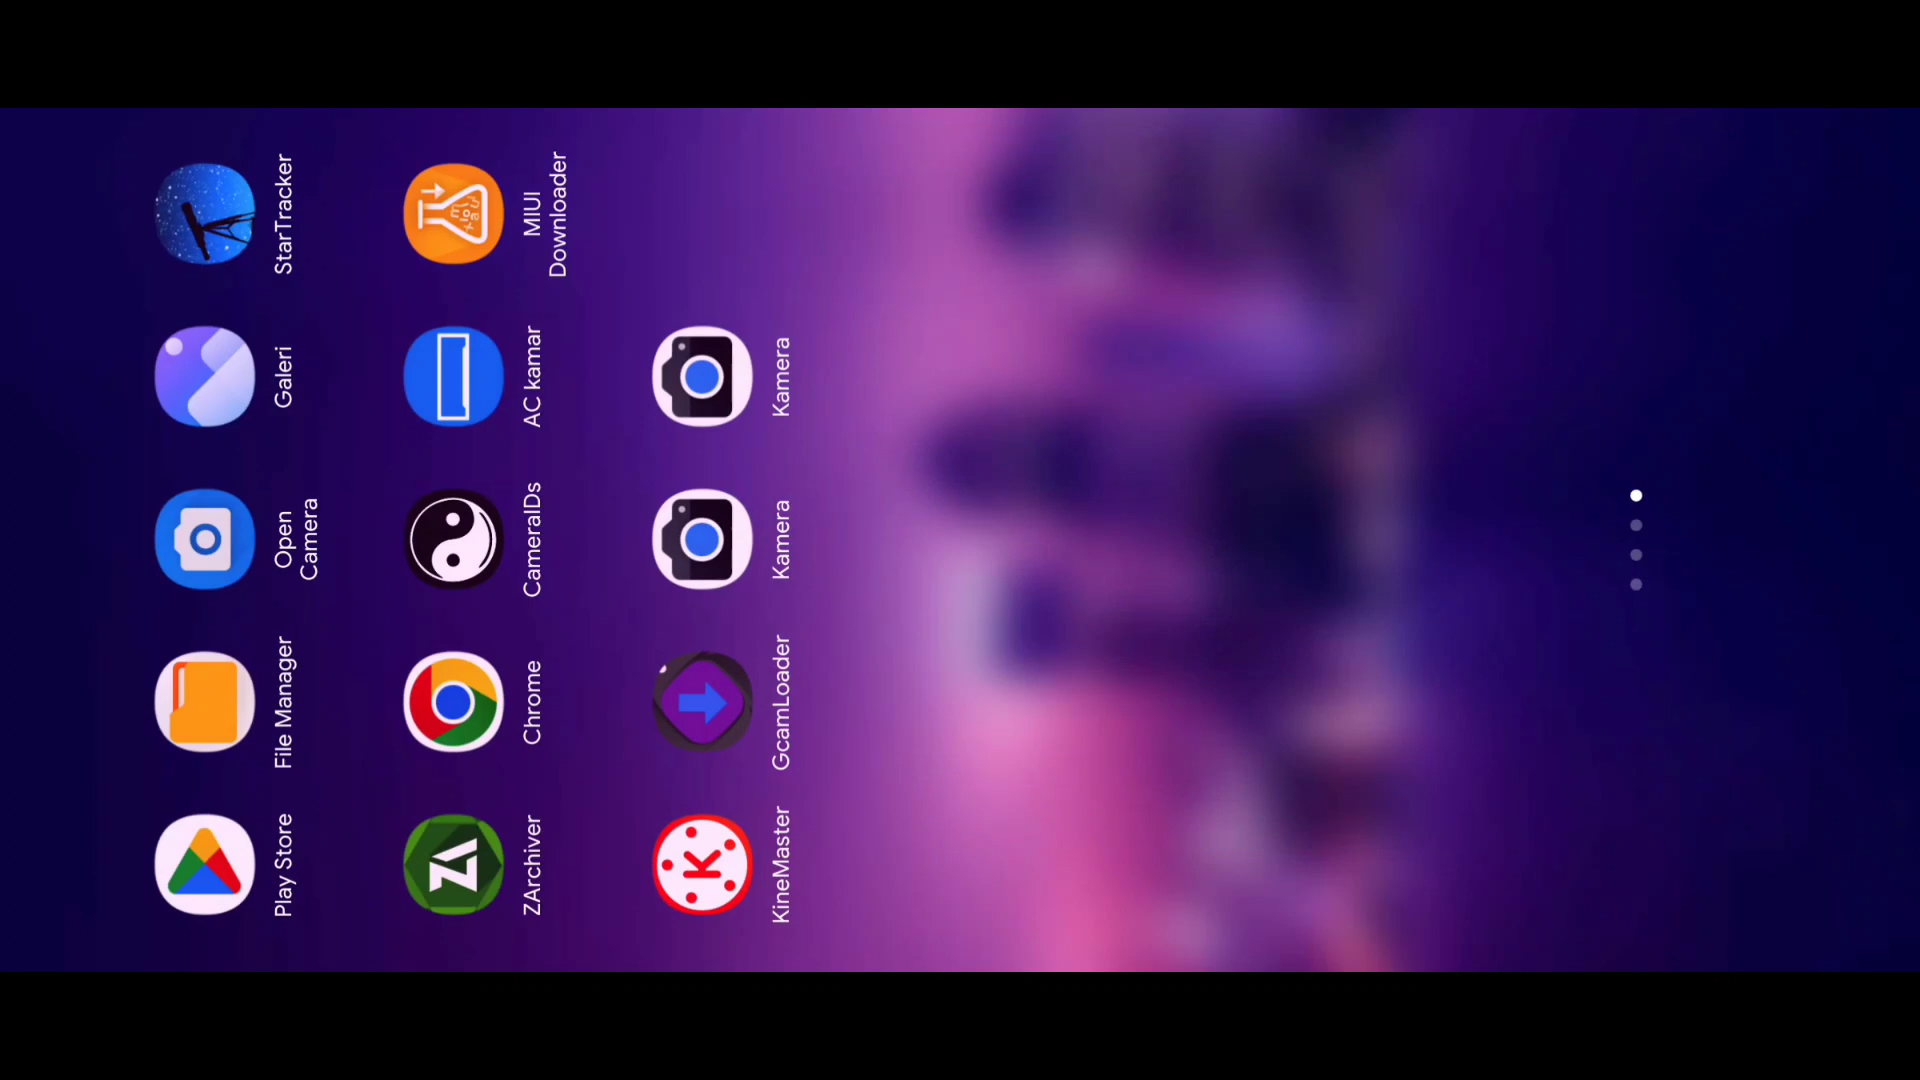 Play Store
File Manager
Open
Camera
Galeri
StarTracker
ZArchiver
Chrome
CameraIDs
AC kamar
MIUI
Downloader
KineMaster
GcamLoader
Kamera
Kamera